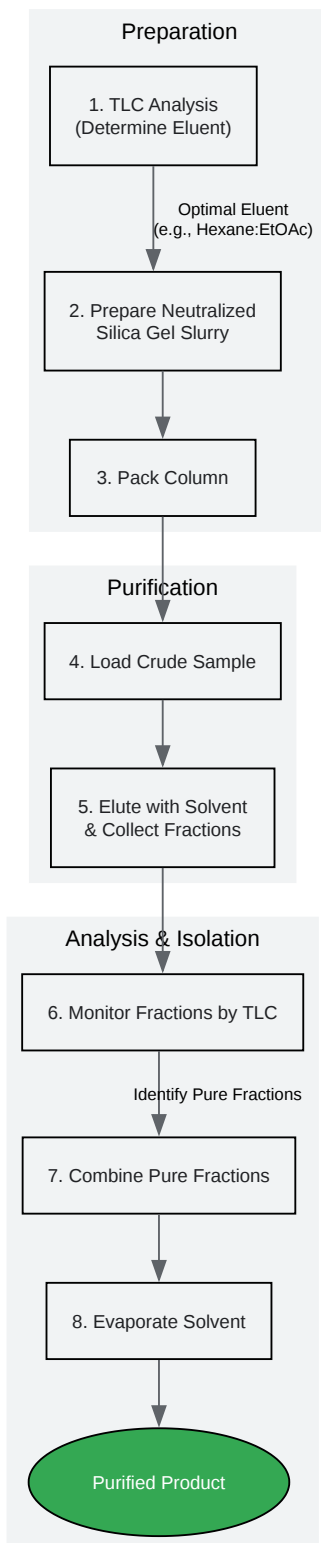 Preparation
1. TLC Analysis
(Determine Eluent)
Optimal Eluent
(e.g., Hexane:EtOAc)
2. Prepare Neutralized
Silica Gel Slurry
3. Pack Column
Purification
4. Load Crude Sample
5. Elute with Solvent
& Collect Fractions
Analysis & Isolation
6. Monitor Fractions by TLC
Identify Pure Fractions
7. Combine Pure Fractions
8. Evaporate Solvent
Purified Product